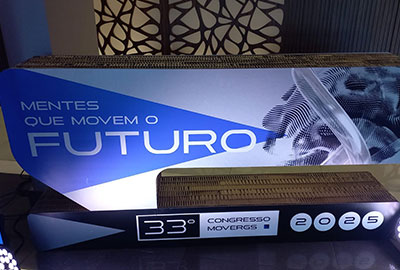 MENTES
QUE MOVEM O
FUTURO
33º
CONGRESSO
MOVERGS
2025